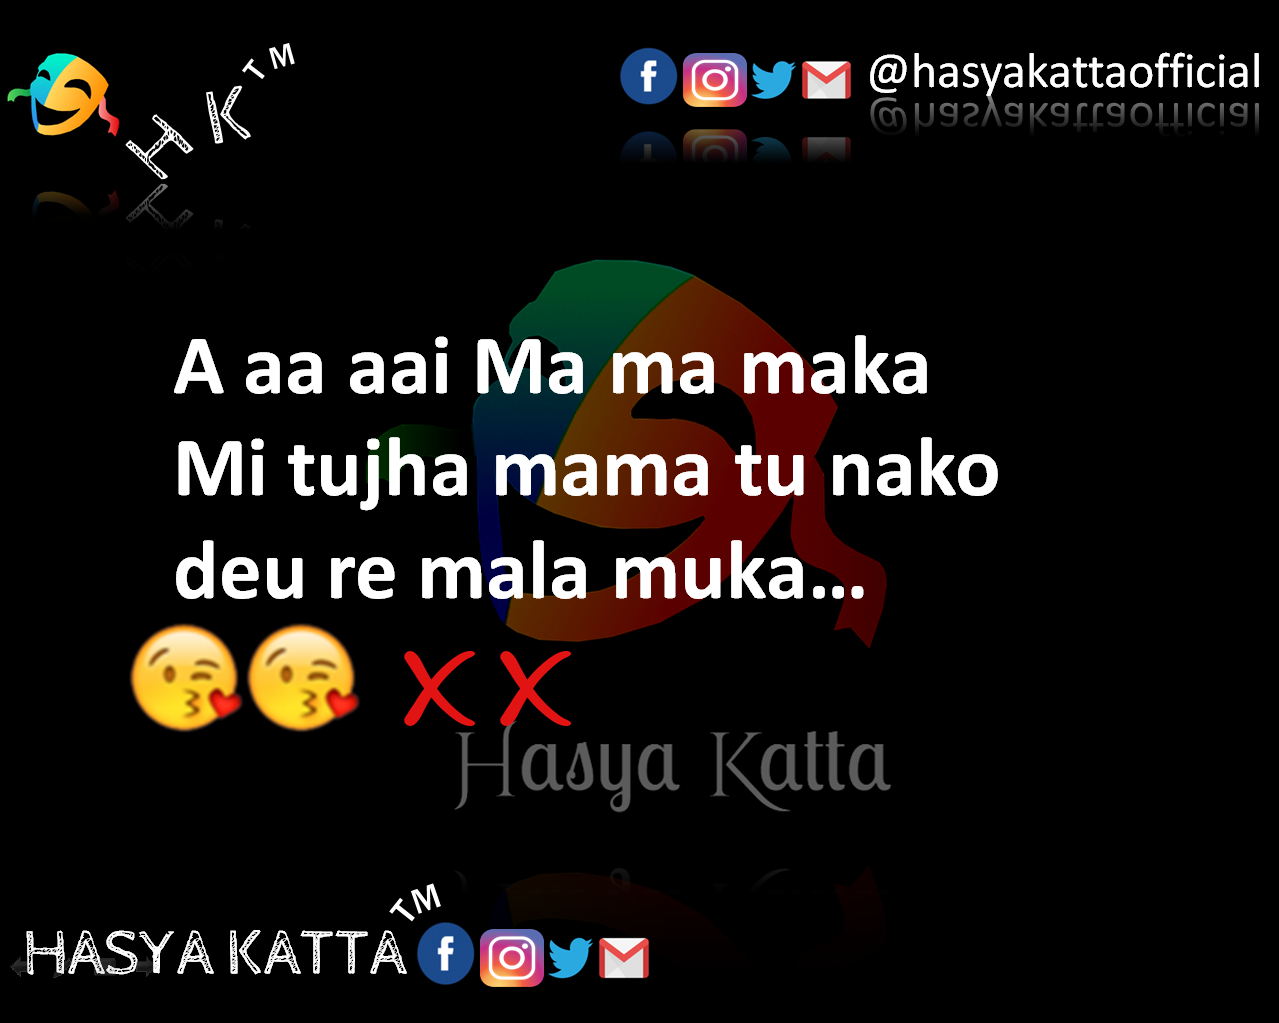 HK™
@hasyakattaofficial
A aa aai Ma ma maka
Mi tujha mama tu nako
deu re mala muka...
Hasya Katta
HASYA KATTA™